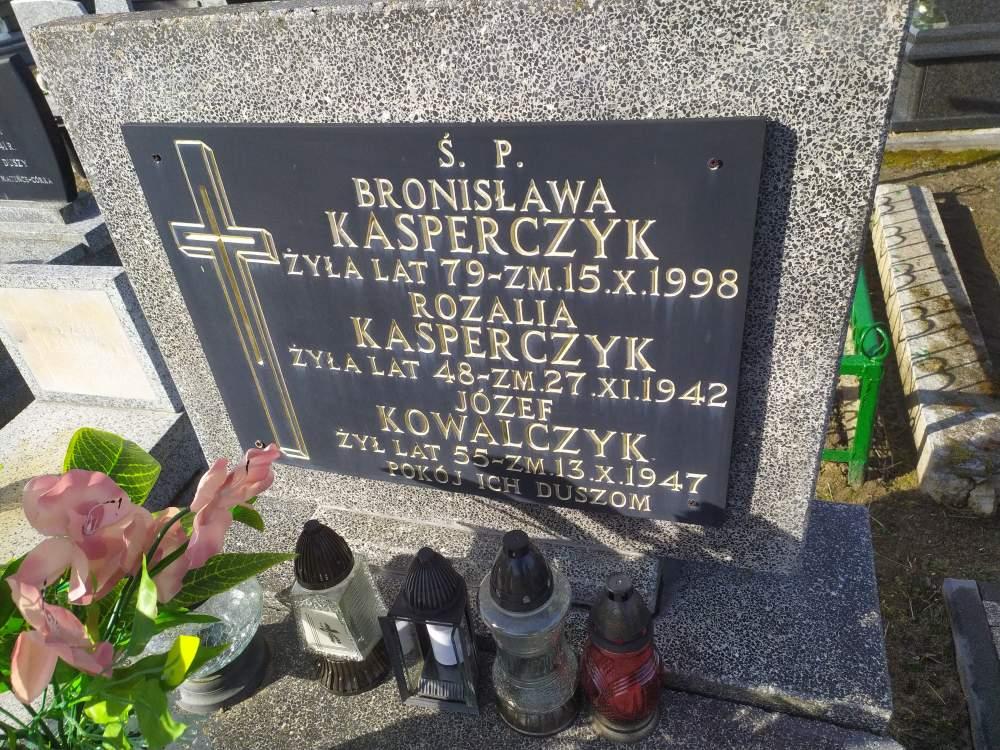 Ś. P.
BRONISŁAWA
KASPERCZYK
ŻYŁA LAT 79-ZM.15.X.1998
ROZALIA
KASPERCZYK
ŻYŁA LAT 48-ZM.27.XI.1942
JÓZEF
KOWALCZYK
ŻYŁ LAT 55-ZM.13.X.1947
POKÓJ ICH DUSZOM
DUSZY